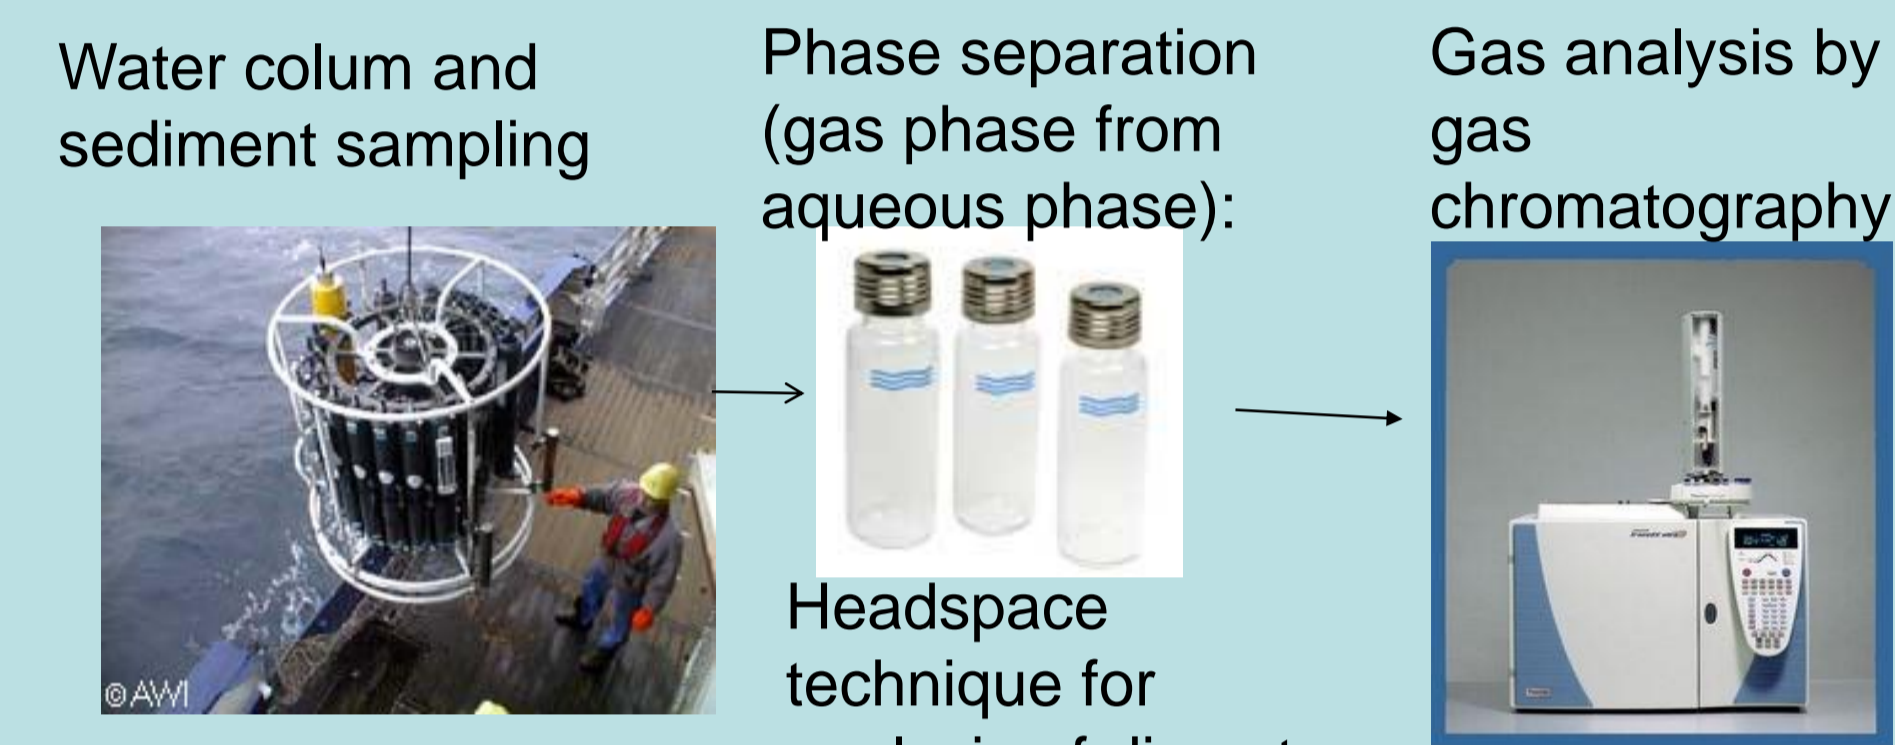 Water colum and
sediment sampling
Phase separation
(gas phase from
aqueous phase):
Gas analysis by
gas
chromatography
©AWI
Headspace
technique for